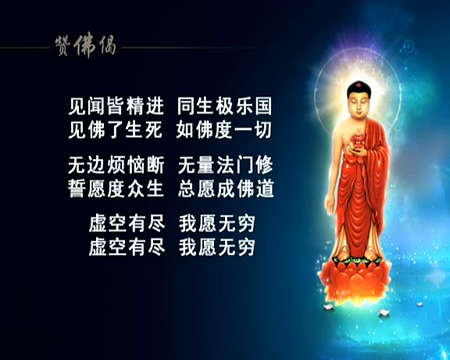 赞佛偈
见闻皆精进 同生极乐国
见佛了生死 如佛度一切
无边烦恼断 无量法门修
誓愿度众生 总愿成佛道
虚空有尽 我愿无穷
虚空有尽 我愿无穷